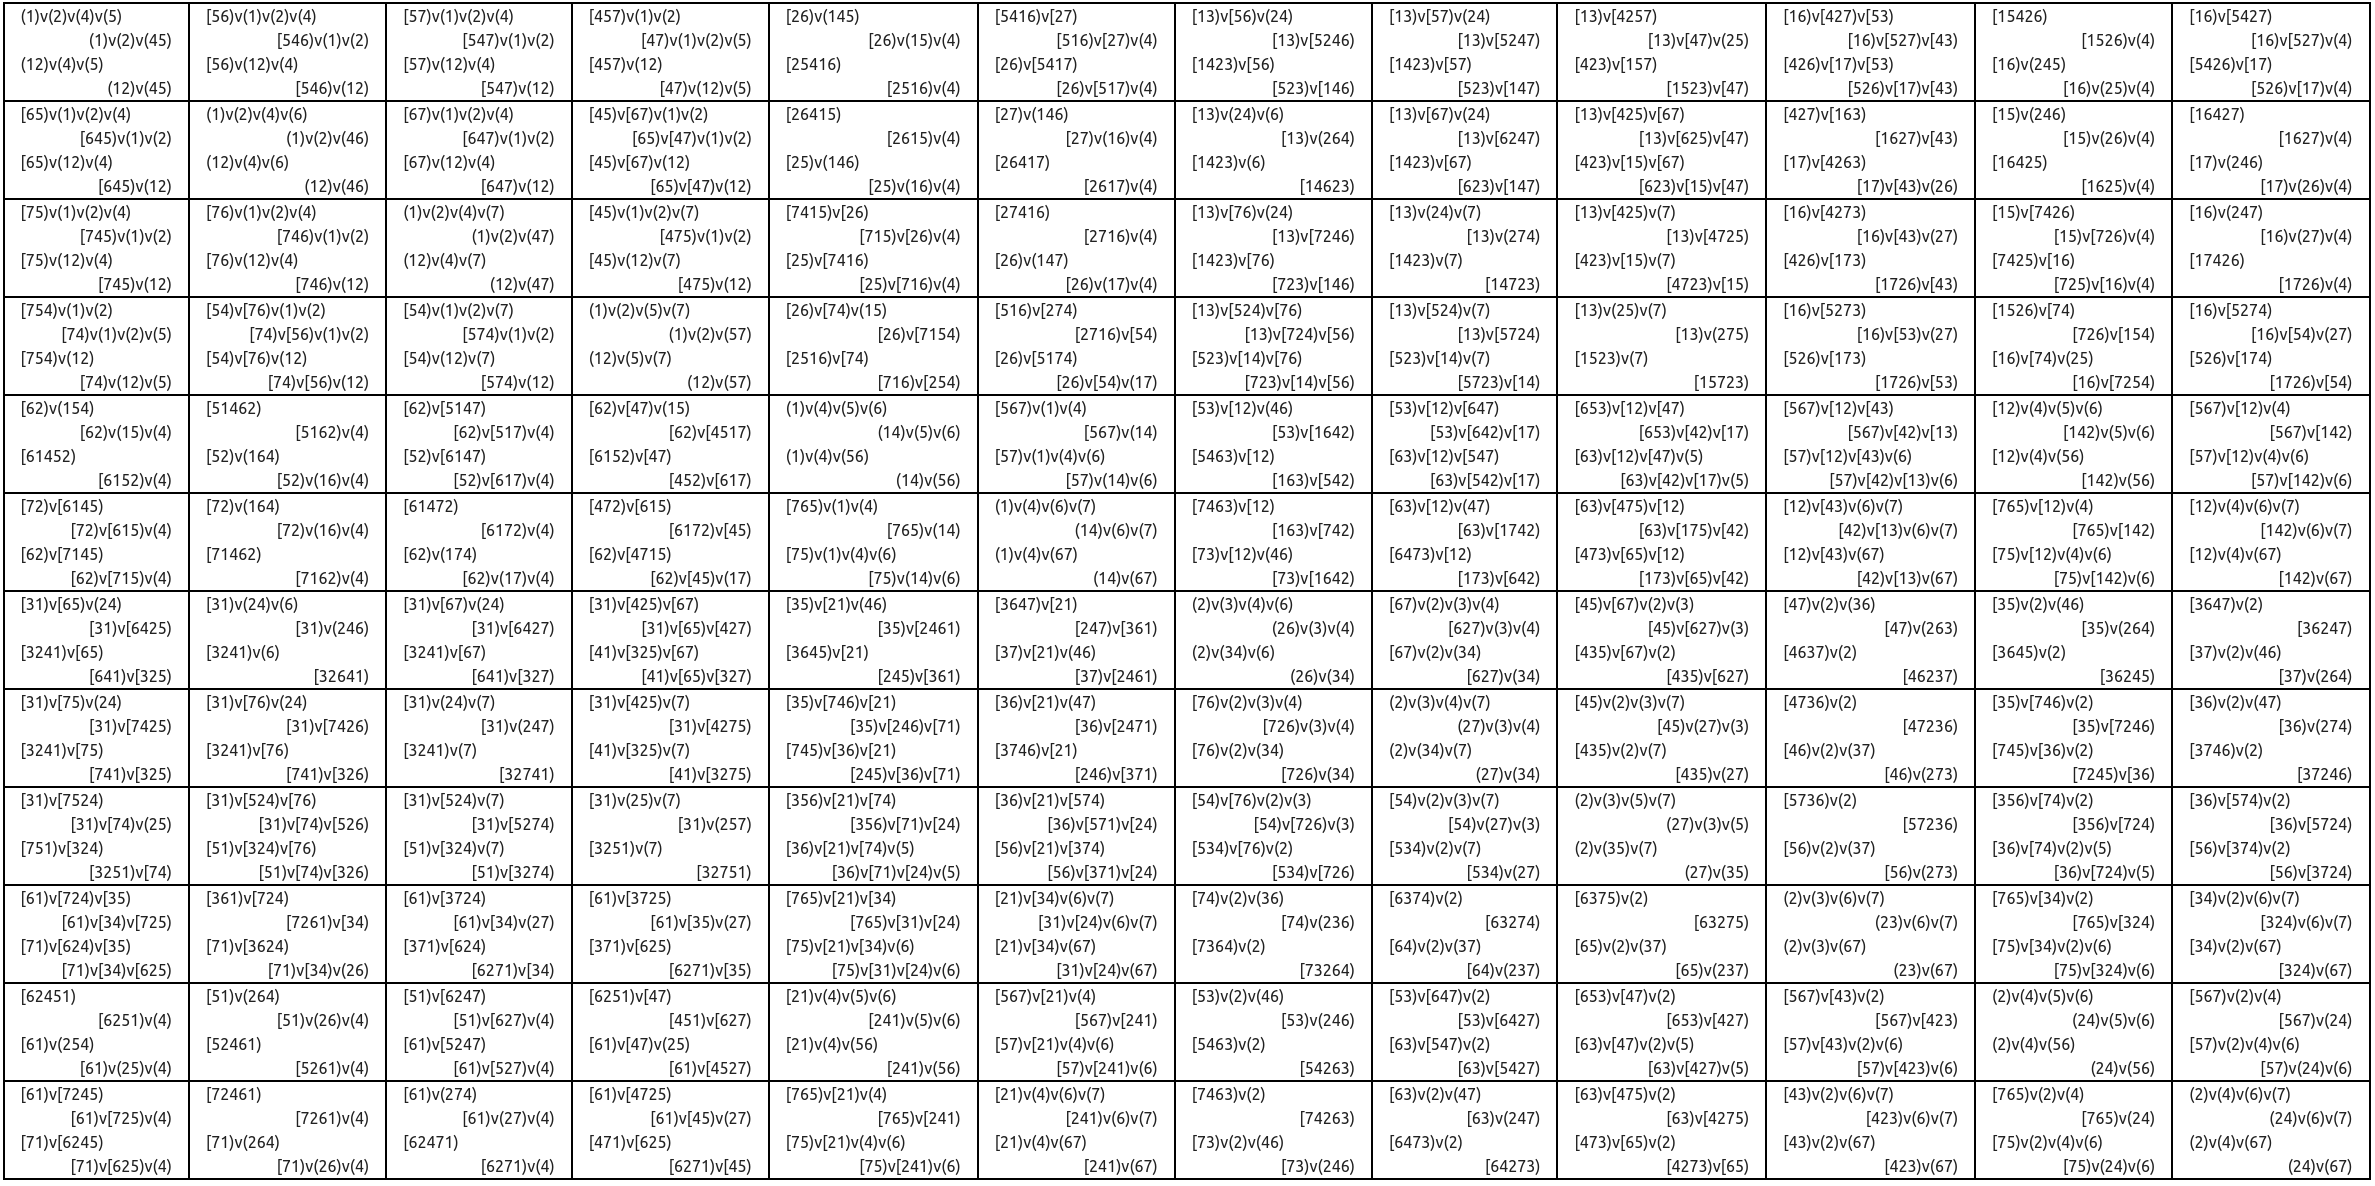 (1)v(2)v(4)v(5) [56)v(1)v(2)v(4) [57)v(1)v(2)v(4) [457)v(1)v(2) [26)v(145) [5416)v[27) [13)v[56)v(24) [13)v[57)v(24) [13)v[4257) [16)v[427)v[53) [15426) [16)v[5427)
(1)v(2)v(45) [546)v(1)v(2) [547)v(1)v(2) [47)v(1)v(2)v(5) [26)v(15)v(4) [516)v[27)v(4) [13)v[5246) [13)v[5247) [13)v[47)v(25) [16)v[527)v[43) [1526)v(4) [16)v[527)v(4)
(12)v(4)v(5) [56)v(12)v(4) [57)v(12)v(4) [457)v(12) [25416) [26)v[5417) [1423)v[56) [1423)v[57) [423)v[157) [426)v[17)v[53) [16)v(245) [5426)v[17)
(12)v(45) [546)v(12) [547)v(12) [47)v(12)v(5) [2516)v(4) [26)v[517)v(4) [523)v[146) [523)v[147) [1523)v[47) [526)v[17)v[43) [16)v(25)v(4) [526)v[17)v(4)
[65)v(1)v(2)v(4) (1)v(2)v(4)v(6) [67)v(1)v(2)v(4) [45)v[67)v(1)v(2) [26415) [27)v(146) [13)v(24)v(6) [13)v[67)v(24) [13)v[425)v[67) [427)v[163) [15)v(246) [16427)
[645)v(1)v(2) (1)v(2)v(46) [647)v(1)v(2) [65)v[47)v(1)v(2) [2615)v(4) [27)v(16)v(4) [13)v(264) [13)v[6247) [13)v[625)v[47) [1627)v[43) [15)v(26)v(4) [1627)v(4)
[65)v(12)v(4) (12)v(4)v(6) [67)v(12)v(4) [45)v[67)v(12) [25)v(146) [26417) [1423)v(6) [1423)v[67) [423)v[15)v[67) [17)v[4263) [16425) [17)v(246)
[645)v(12) (12)v(46) [647)v(12) [65)v[47)v(12) [25)v(16)v(4) [2617)v(4) [14623) [623)v[147) [623)v[15)v[47) [17)v[43)v(26) [1625)v(4) [17)v(26)v(4)
[75)v(1)v(2)v(4) [76)v(1)v(2)v(4) (1)v(2)v(4)v(7) [45)v(1)v(2)v(7) [7415)v[26) [27416) [13)v[76)v(24) [13)v(24)v(7) [13)v[425)v(7) [16)v[4273) [15)v[7426) [16)v(247)
[745)v(1)v(2) [746)v(1)v(2) (1)v(2)v(47) [475)v(1)v(2) [715)v[26)v(4) [2716)v(4) [13)v[7246) [13)v(274) [13)v[4725) [16)v[43)v(27) [15)v[726)v(4) [16)v(27)v(4)
[75)v(12)v(4) [76)v(12)v(4) (12)v(4)v(7) [45)v(12)v(7) [25)v[7416) [26)v(147) [1423)v[76) [1423)v(7) [423)v[15)v(7) [426)v[173) [7425)v[16) [17426)
[745)v(12) [746)v(12) (12)v(47) [475)v(12) [25)v[716)v(4) [26)v(17)v(4) [723)v[146) [14723) [4723)v[15) [1726)v[43) [725)v[16)v(4) [1726)v(4)
[754)v(1)v(2) [54)v[76)v(1)v(2) [54)v(1)v(2)v(7) (1)v(2)v(5)v(7) [26)v[74)v(15) [516)v[274) [13)v[524)v[76) [13)v[524)v(7) [13)v(25)v(7) [16)v[5273) [1526)v[74) [16)v[5274)
[74)v(1)v(2)v(5) [74)v[56)v(1)v(2) [574)v(1)v(2) (1)v(2)v(57) [26)v[7154) [2716)v[54) [13)v[724)v[56) [13)v[5724) [13)v(275) [16)v[53)v(27) [726)v[154) [16)v[54)v(27)
[754)v(12) [54)v[76)v(12) [54)v(12)v(7) (12)v(5)v(7) [2516)v[74) [26)v[5174) [523)v[14)v[76) [523)v[14)v(7) [1523)v(7) [526)v[173) [16)v[74)v(25) [526)v[174)
[74)v(12)v(5) [74)v[56)v(12) [574)v(12) (12)v(57) [716)v[254) [26)v[54)v(17) [723)v[14)v[56) [5723)v[14) [15723) [1726)v[53) [16)v[7254) [1726)v[54)
[62)v(154) [51462) [62)v[5147) [62)v[47)v(15) (1)v(4)v(5)v(6) [567)v(1)v(4) [53)v[12)v(46) [53)v[12)v[647) [653)v[12)v[47) [567)v[12)v[43) [12)v(4)v(5)v(6) [567)v[12)v(4)
[62)v(15)v(4) [5162)v(4) [62)v[517)v(4) [62)v[4517) (14)v(5)v(6) [567)v(14) [53)v[1642) [53)v[642)v[17) [653)v[42)v[17) [567)v[42)v[13) [142)v(5)v(6) [567)v[142)
[61452) [52)v(164) [52)v[6147) [6152)v[47) (1)v(4)v(56) [57)v(1)v(4)v(6) [5463)v[12) [63)v[12)v[547) [63)v[12)v[47)v(5) [57)v[12)v[43)v(6) [12)v(4)v(56) [57)v[12)v(4)v(6)
[6152)v(4) [52)v(16)v(4) [52)v[617)v(4) [452)v[617) (14)v(56) [57)v(14)v(6) [163)v[542) [63)v[542)v[17) [63)v[42)v[17)v(5) [57)v[42)v[13)v(6) [142)v(56) [57)v[142)v(6)
[72)v[6145) [72)v(164) [61472) [472)v[615) [765)v(1)v(4) (1)v(4)v(6)v(7) [7463)v[12) [63)v[12)v(47) [63)v[475)v[12) [12)v[43)v(6)v(7) [765)v[12)v(4) [12)v(4)v(6)v(7)
[72)v[615)v(4) [72)v(16)v(4) [6172)v(4) [6172)v[45) [765)v(14) (14)v(6)v(7) [163)v[742) [63)v[1742) [63)v[175)v[42) [42)v[13)v(6)v(7) [765)v[142) [142)v(6)v(7)
[62)v[7145) [71462) [62)v(174) [62)v[4715) [75)v(1)v(4)v(6) (1)v(4)v(67) [73)v[12)v(46) [6473)v[12) [473)v[65)v[12) [12)v[43)v(67) [75)v[12)v(4)v(6) [12)v(4)v(67)
[62)v[715)v(4) [7162)v(4) [62)v(17)v(4) [62)v[45)v(17) [75)v(14)v(6) (14)v(67) [73)v[1642) [173)v[642) [173)v[65)v[42) [42)v[13)v(67) [75)v[142)v(6) [142)v(67)
[31)v[65)v(24) [31)v(24)v(6) [31)v[67)v(24) [31)v[425)v[67) [35)v[21)v(46) [3647)v[21) (2)v(3)v(4)v(6) [67)v(2)v(3)v(4) [45)v[67)v(2)v(3) [47)v(2)v(36) [35)v(2)v(46) [3647)v(2)
[31)v[6425) [31)v(246) [31)v[6427) [31)v[65)v[427) [35)v[2461) [247)v[361) (26)v(3)v(4) [627)v(3)v(4) [45)v[627)v(3) [47)v(263) [35)v(264) [36247)
[3241)v[65) [3241)v(6) [3241)v[67) [41)v[325)v[67) [3645)v[21) [37)v[21)v(46) (2)v(34)v(6) [67)v(2)v(34) [435)v[67)v(2) [4637)v(2) [3645)v(2) [37)v(2)v(46)
[641)v[325) [32641) [641)v[327) [41)v[65)v[327) [245)v[361) [37)v[2461) (26)v(34) [627)v(34) [435)v[627) [46237) [36245) [37)v(264)
[31)v[75)v(24) [31)v[76)v(24) [31)v(24)v(7) [31)v[425)v(7) [35)v[746)v[21) [36)v[21)v(47) [76)v(2)v(3)v(4) (2)v(3)v(4)v(7) [45)v(2)v(3)v(7) [4736)v(2) [35)v[746)v(2) [36)v(2)v(47)
[31)v[7425) [31)v[7426) [31)v(247) [31)v[4275) [35)v[246)v[71) [36)v[2471) [726)v(3)v(4) (27)v(3)v(4) [45)v(27)v(3) [47236) [35)v[7246) [36)v(274)
[3241)v[75) [3241)v[76) [3241)v(7) [41)v[325)v(7) [745)v[36)v[21) [3746)v[21) [76)v(2)v(34) (2)v(34)v(7) [435)v(2)v(7) [46)v(2)v(37) [745)v[36)v(2) [3746)v(2)
[741)v[325) [741)v[326) [32741) [41)v[3275) [245)v[36)v[71) [246)v[371) [726)v(34) (27)v(34) [435)v(27) [46)v(273) [7245)v[36) [37246)
[31)v[7524) [31)v[524)v[76) [31)v[524)v(7) [31)v(25)v(7) [356)v[21)v[74) [36)v[21)v[574) [54)v[76)v(2)v(3) [54)v(2)v(3)v(7) (2)v(3)v(5)v(7) [5736)v(2) [356)v[74)v(2) [36)v[574)v(2)
[31)v[74)v(25) [31)v[74)v[526) [31)v[5274) [31)v(257) [356)v[71)v[24) [36)v[571)v[24) [54)v[726)v(3) [54)v(27)v(3) (27)v(3)v(5) [57236) [356)v[724) [36)v[5724)
[751)v[324) [51)v[324)v[76) [51)v[324)v(7) [3251)v(7) [36)v[21)v[74)v(5) [56)v[21)v[374) [534)v[76)v(2) [534)v(2)v(7) (2)v(35)v(7) [56)v(2)v(37) [36)v[74)v(2)v(5) [56)v[374)v(2)
[3251)v[74) [51)v[74)v[326) [51)v[3274) [32751) [36)v[71)v[24)v(5) [56)v[371)v[24) [534)v[726) [534)v(27) (27)v(35) [56)v(273) [36)v[724)v(5) [56)v[3724)
[61)v[724)v[35) [361)v[724) [61)v[3724) [61)v[3725) [765)v[21)v[34) [21)v[34)v(6)v(7) [74)v(2)v(36) [6374)v(2) [6375)v(2) (2)v(3)v(6)v(7) [765)v[34)v(2) [34)v(2)v(6)v(7)
[61)v[34)v[725) [7261)v[34) [61)v[34)v(27) [61)v[35)v(27) [765)v[31)v[24) [31)v[24)v(6)v(7) [74)v(236) [63274) [63275) (23)v(6)v(7) [765)v[324) [324)v(6)v(7)
[71)v[624)v[35) [71)v[3624) [371)v[624) [371)v[625) [75)v[21)v[34)v(6) [21)v[34)v(67) [7364)v(2) [64)v(2)v(37) [65)v(2)v(37) (2)v(3)v(67) [75)v[34)v(2)v(6) [34)v(2)v(67)
[71)v[34)v[625) [71)v[34)v(26) [6271)v[34) [6271)v[35) [75)v[31)v[24)v(6) [31)v[24)v(67) [73264) [64)v(237) [65)v(237) (23)v(67) [75)v[324)v(6) [324)v(67)
[62451) [51)v(264) [51)v[6247) [6251)v[47) [21)v(4)v(5)v(6) [567)v[21)v(4) [53)v(2)v(46) [53)v[647)v(2) [653)v[47)v(2) [567)v[43)v(2) (2)v(4)v(5)v(6) [567)v(2)v(4)
[6251)v(4) [51)v(26)v(4) [51)v[627)v(4) [451)v[627) [241)v(5)v(6) [567)v[241) [53)v(246) [53)v[6427) [653)v[427) [567)v[423) (24)v(5)v(6) [567)v(24)
[61)v(254) [52461) [61)v[5247) [61)v[47)v(25) [21)v(4)v(56) [57)v[21)v(4)v(6) [5463)v(2) [63)v[547)v(2) [63)v[47)v(2)v(5) [57)v[43)v(2)v(6) (2)v(4)v(56) [57)v(2)v(4)v(6)
[61)v(25)v(4) [5261)v(4) [61)v[527)v(4) [61)v[4527) [241)v(56) [57)v[241)v(6) [54263) [63)v[5427) [63)v[427)v(5) [57)v[423)v(6) (24)v(56) [57)v(24)v(6)
[61)v[7245) [72461) [61)v(274) [61)v[4725) [765)v[21)v(4) [21)v(4)v(6)v(7) [7463)v(2) [63)v(2)v(47) [63)v[475)v(2) [43)v(2)v(6)v(7) [765)v(2)v(4) (2)v(4)v(6)v(7)
[61)v[725)v(4) [7261)v(4) [61)v(27)v(4) [61)v[45)v(27) [765)v[241) [241)v(6)v(7) [74263) [63)v(247) [63)v[4275) [423)v(6)v(7) [765)v(24) (24)v(6)v(7)
[71)v[6245) [71)v(264) [62471) [471)v[625) [75)v[21)v(4)v(6) [21)v(4)v(67) [73)v(2)v(46) [6473)v(2) [473)v[65)v(2) [43)v(2)v(67) [75)v(2)v(4)v(6) (2)v(4)v(67)
[71)v[625)v(4) [71)v(26)v(4) [6271)v(4) [6271)v[45) [75)v[241)v(6) [241)v(67) [73)v(246) [64273) [4273)v[65) [423)v(67) [75)v(24)v(6) (24)v(67)